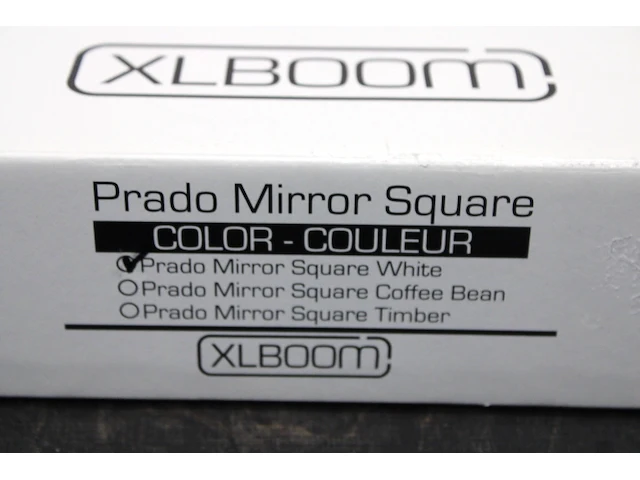 XLBOOM
Prado Mirror Square
COLOR - COULEUR
Prado Mirror Square White
Prado Mirror Square Coffee Bean
Prado Mirror Square Timber
XLBOOM